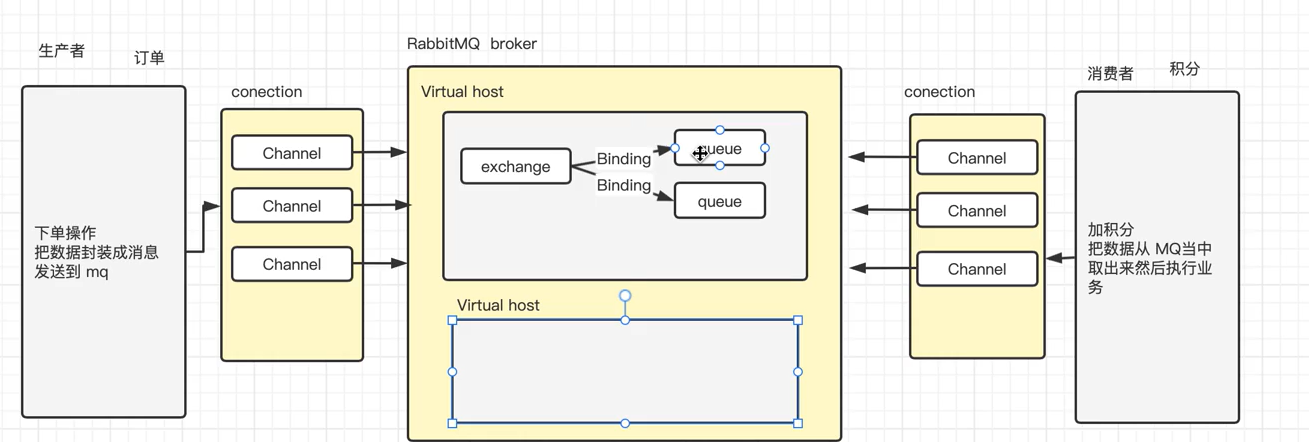 生产者
订单
下单操作
把数据封装成消息
发送到 mq
conection
Channel
Channel
Channel
RabbitMQ broker
Virtual host
exchange
Binding
Binding
queue
queue
Virtual host
conection
Channel
Channel
Channel
消费者
积分
加积分
把数据从 MQ当中
取出来然后执行业
务